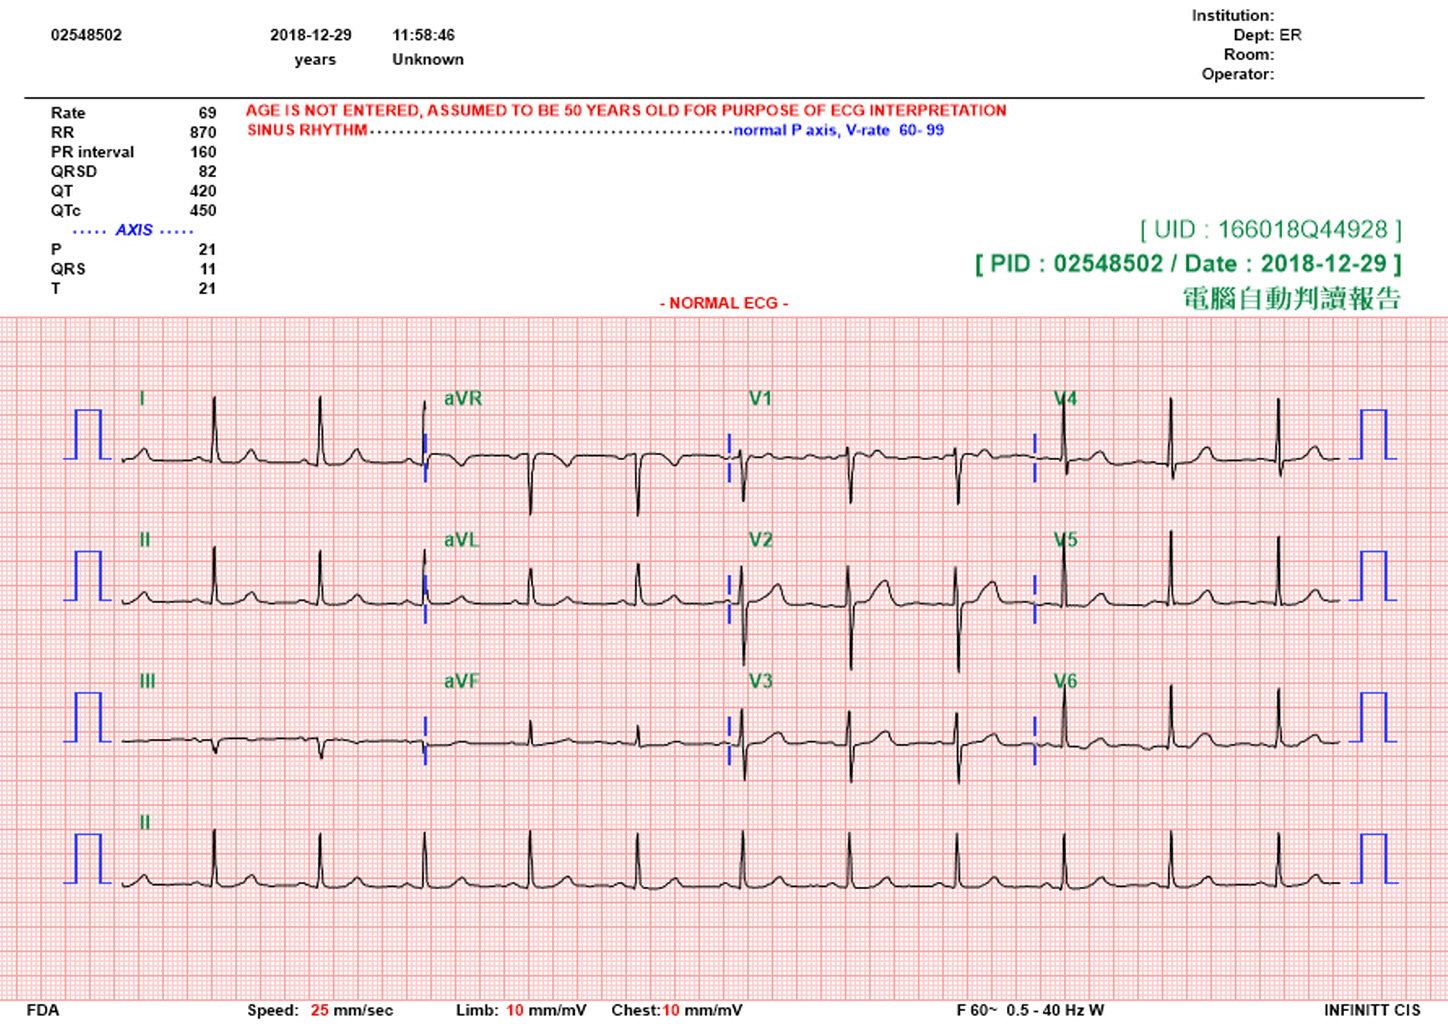 Institution:
02548502 2018-12-29 11:58:46 Dept: ER
years Unknown Room:
Operator:
Rate 69 AGE IS NOT ENTERED, ASSUMED TO BE 50 YEARS OLD FOR PURPOSE OF ECG INTERPRETATION
RR 870 SINUS RHYTHM..........................................normal P axis, V-rate 60- 99
PR interval 160
QRSD 82
QT 420
QTc 450
..... AXIS .....
P 21
QRS 11
T 21
[ UID : 166018Q44928 ]
[ PID : 02548502 / Date : 2018-12-29 ]
電腦自動判讀報告
- NORMAL ECG -
I aVR V1 V4
II aVL V2 V5
III aVF V3 V6
II
FDA Speed: 25 mm/sec Limb: 10 mm/mV Chest:10 mm/mV F 60~ 0.5 - 40 Hz W INFINITT CIS